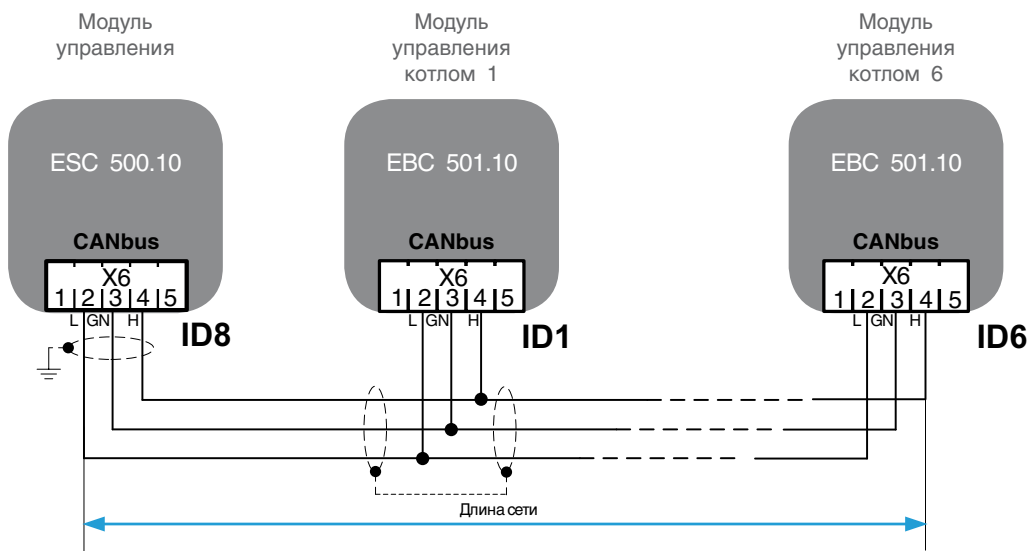 Модуль
управления
Модуль
управления
котлом 1
Модуль
управления
котлом 6
ESC 500.10
EBC 501.10
EBC 501.10
CANbus
CANbus
CANbus
X6
X6
X6
1 2 3 4 5
1 2 3 4 5
1 2 3 4 5
L GN H
L GN H
L GN H
ID8
ID1
ID6
Длина сети